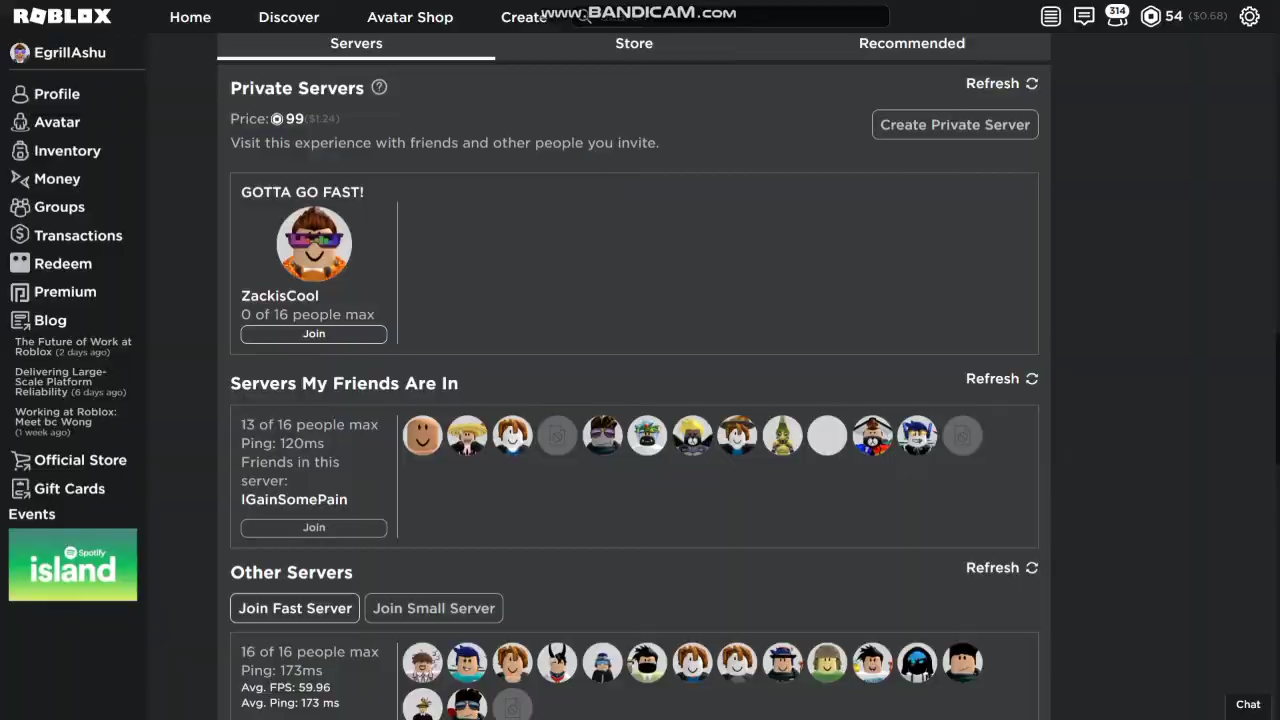 ROBLOX
Home
Discover
Avatar Shop
Create
www.BANDICAM.com
314
54 ($0.68)
EgrillAshu
Profile
Avatar
Inventory
Money
Groups
Transactions
Redeem
Premium
Blog
The Future of Work at
Roblox (2 days ago)
Delivering Large-
Scale Platform
Reliability (6 days ago)
Working at Roblox:
Meet bc Wong
(1 week ago)
Official Store
Gift Cards
Events
Spotify
island
Servers
Store
Recommended
Private Servers ?
Refresh
Price: 99($1.24)
Create Private Server
Visit this experience with friends and other people you invite.
GOTTA GO FAST!
ZackisCool
0 of 16 people max
Join
Servers My Friends Are In
Refresh
13 of 16 people max
Ping: 120ms
Friends in this
server:
IGainSomePain
Join
Other Servers
Refresh
Join Fast Server
Join Small Server
16 of 16 people max
Ping: 173ms
Avg. FPS: 59.96
Avg. Ping: 173 ms
Chat